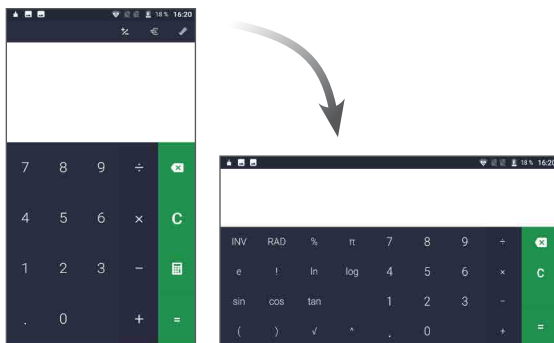 18 % 16:20
7 8 9 ÷
4 5 6 × C
1 2 3 −
. 0 + =
18 % 16:20
INV RAD % π 7 8 9 ÷
e ! ln log 4 5 6 × C
sin cos tan 1 2 3 −
( ) √ ^ . 0 + =